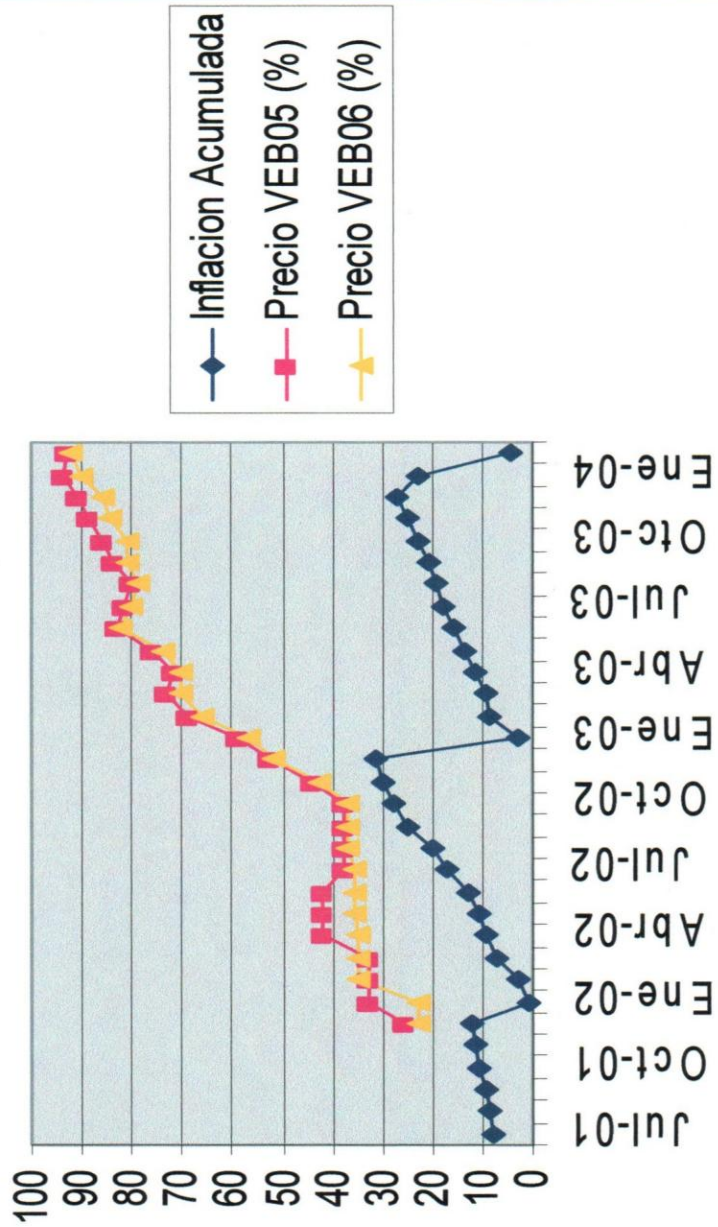 100
90
80
70
60
50
40
30
20
10
0
Jul-01
Oct-01
Ene-02
Abr-02
Jul-02
Oct-02
Ene-03
Abr-03
Jul-03
Otc-03
Ene-04
Inflacion Acumulada
Precio VEB05 (%)
Precio VEB06 (%)